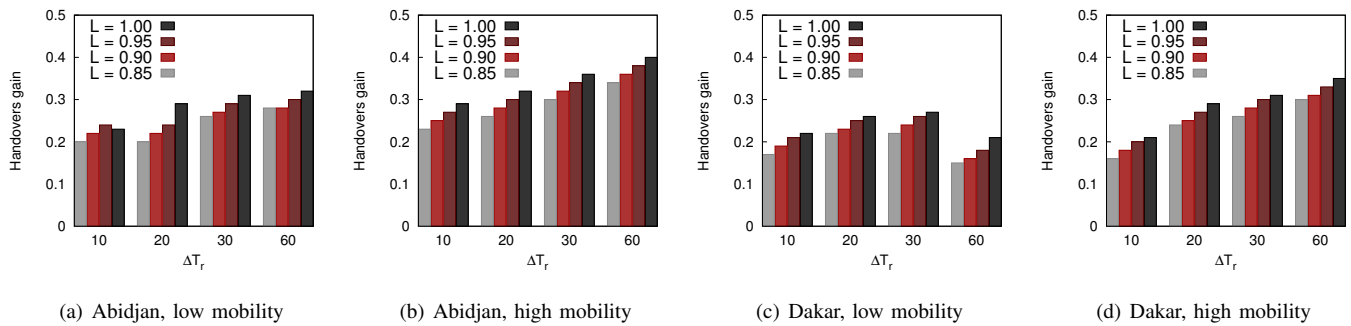 0.5
0.4
0.3
0.2
0.1
0
Handovers gain
L = 1.00
L = 0.95
L = 0.90
L = 0.85
10 20 30 60
ΔTr
(a) Abidjan, low mobility
0.5
0.4
0.3
0.2
0.1
0
Handovers gain
L = 1.00
L = 0.95
L = 0.90
L = 0.85
10 20 30 60
ΔTr
(b) Abidjan, high mobility
0.5
0.4
0.3
0.2
0.1
0
Handovers gain
L = 1.00
L = 0.95
L = 0.90
L = 0.85
10 20 30 60
ΔTr
(c) Dakar, low mobility
0.5
0.4
0.3
0.2
0.1
0
Handovers gain
L = 1.00
L = 0.95
L = 0.90
L = 0.85
10 20 30 60
ΔTr
(d) Dakar, high mobility